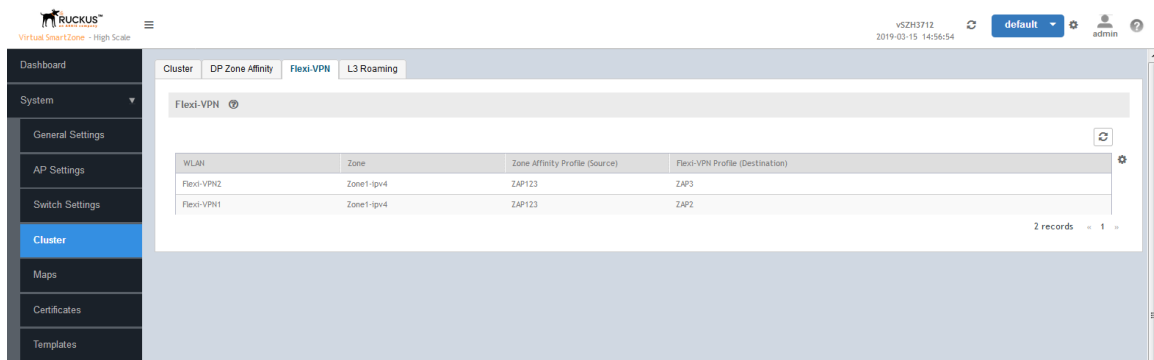 RUCKUS™
Virtual SmartZone - High Scale
vSZH3712
2019-03-15 14:56:54
default
admin
Dashboard
System
General Settings
AP Settings
Switch Settings
Cluster
Maps
Certificates
Templates
Cluster DP Zone Affinity Flexi-VPN L3 Roaming
Flexi-VPN
WLAN Zone Zone Affinity Profile (Source) Flexi-VPN Profile (Destination)
Flexi-VPN2 Zone1-ipv4 ZAP123 ZAP3
Flexi-VPN1 Zone1-ipv4 ZAP123 ZAP2
2 records « 1 »